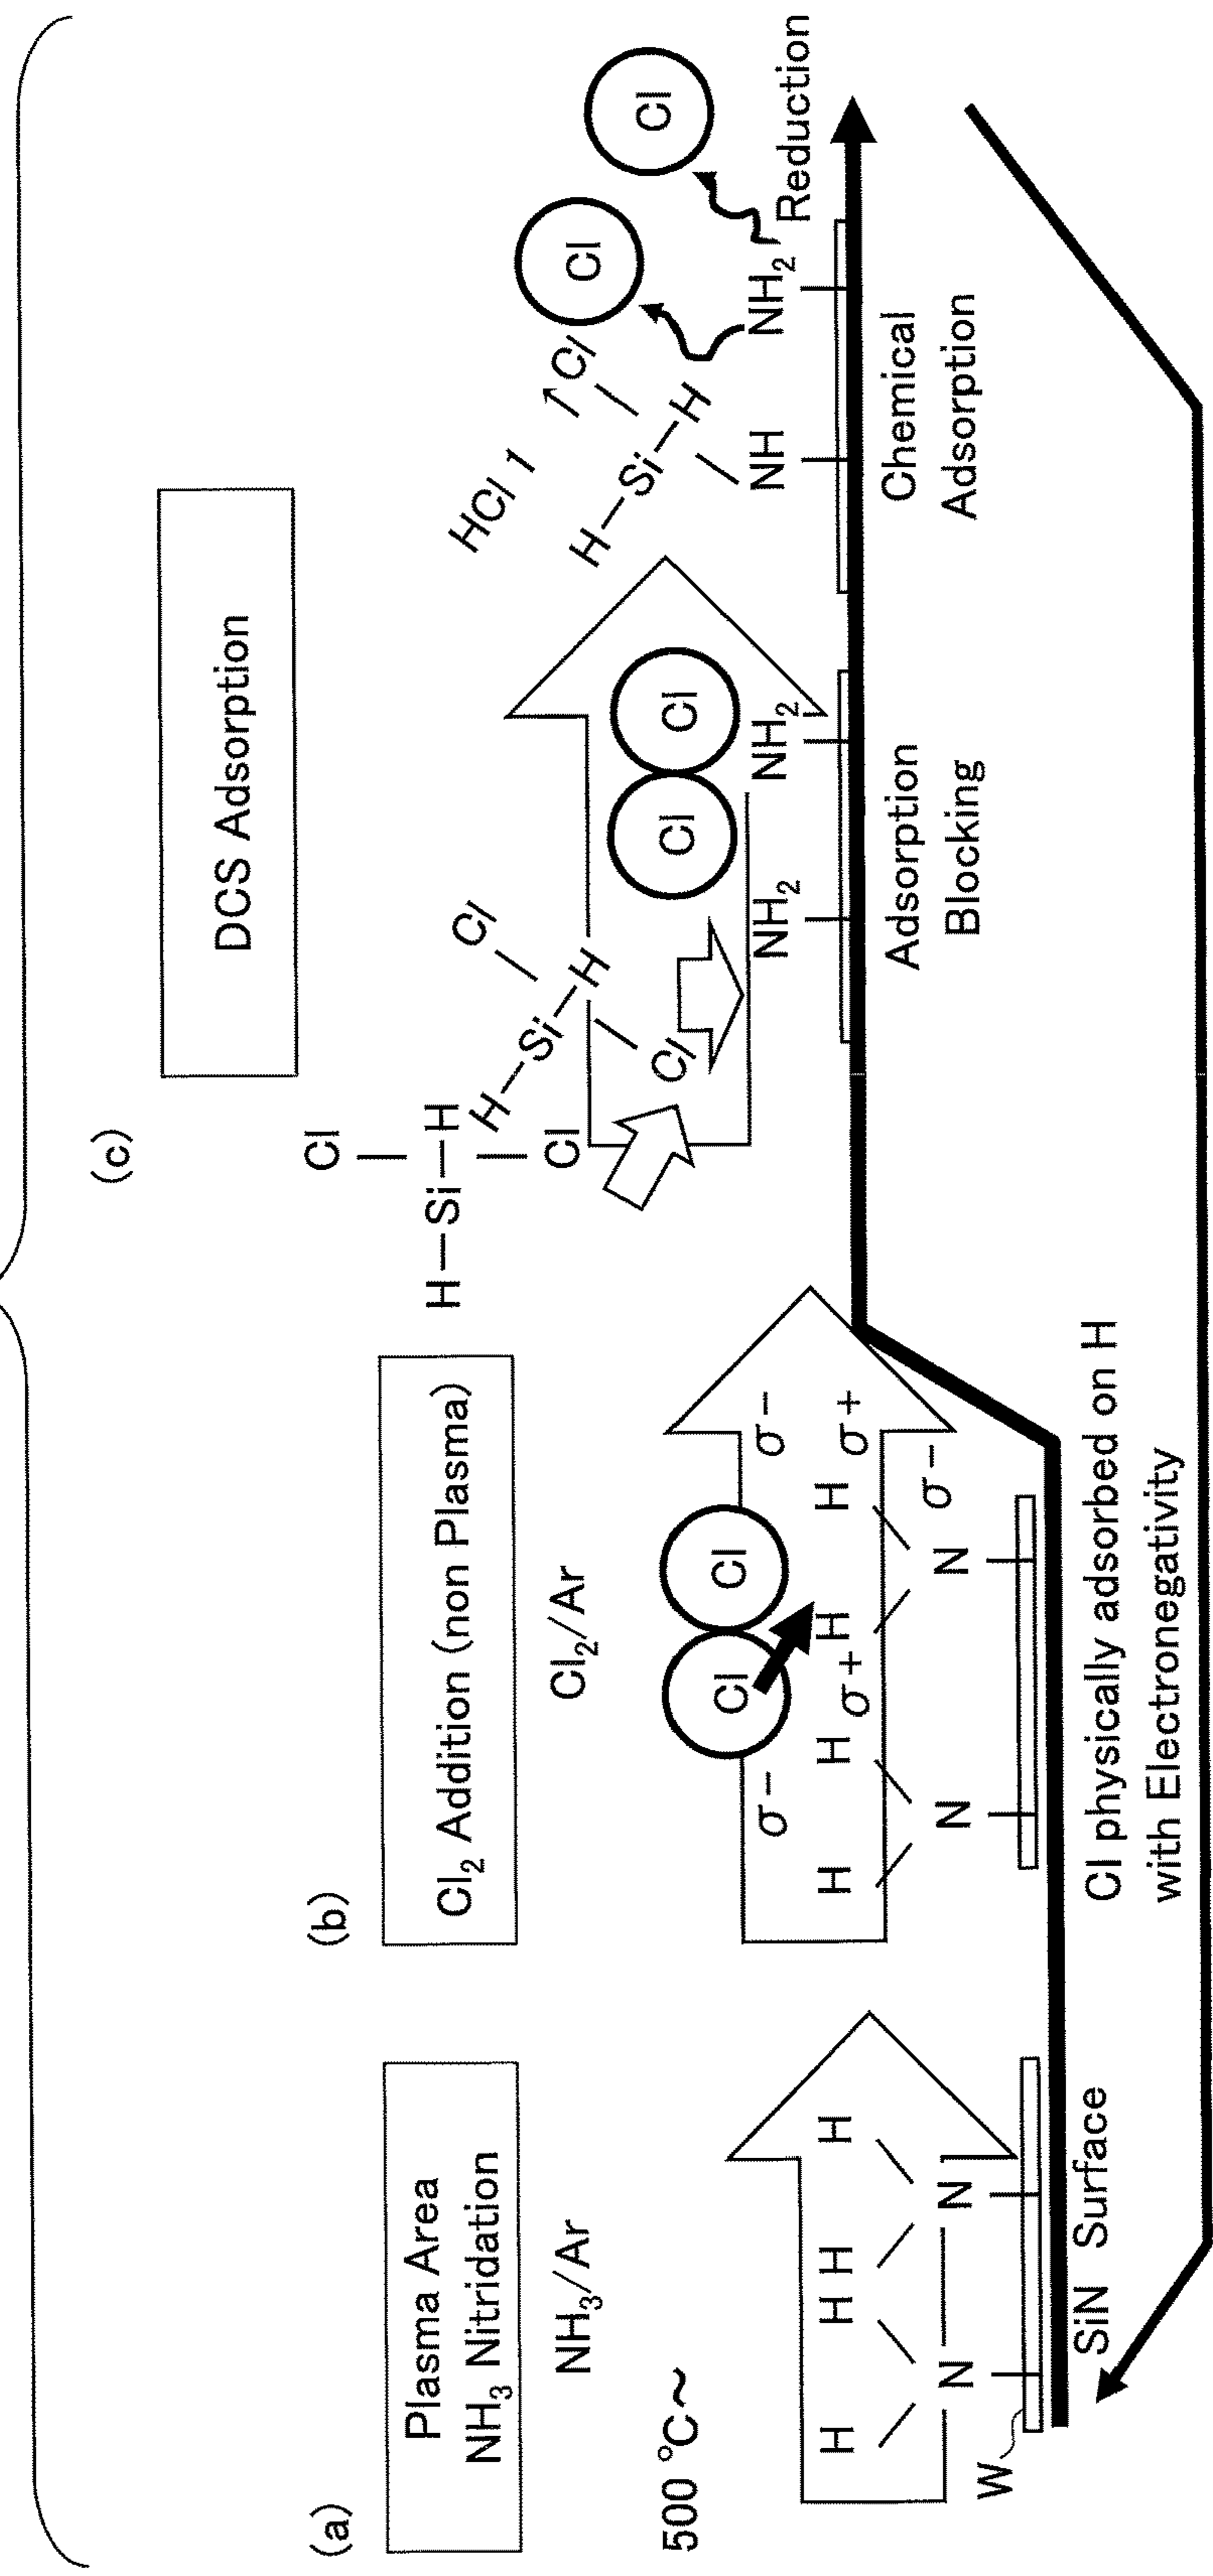 (a)
Plasma Area
NH3 Nitridation
NH3/Ar
500 °C~
H H H H
N N
W
SiN Surface
(b)
Cl2 Addition (non Plasma)
Cl2/Ar
Cl Cl
σ− σ−
H H H H
σ+ σ+
N N σ−
Cl physically adsorbed on H
with Electronegativity
(c)
DCS Adsorption
Cl
H—Si—H
Cl
Cl
H—Si—H
Cl
Cl Cl
NH2 NH2
Adsorption
Blocking
HCl ↑
↑Cl
H—Si—H
NH
Cl Cl
NH2
Reduction
Chemical
Adsorption